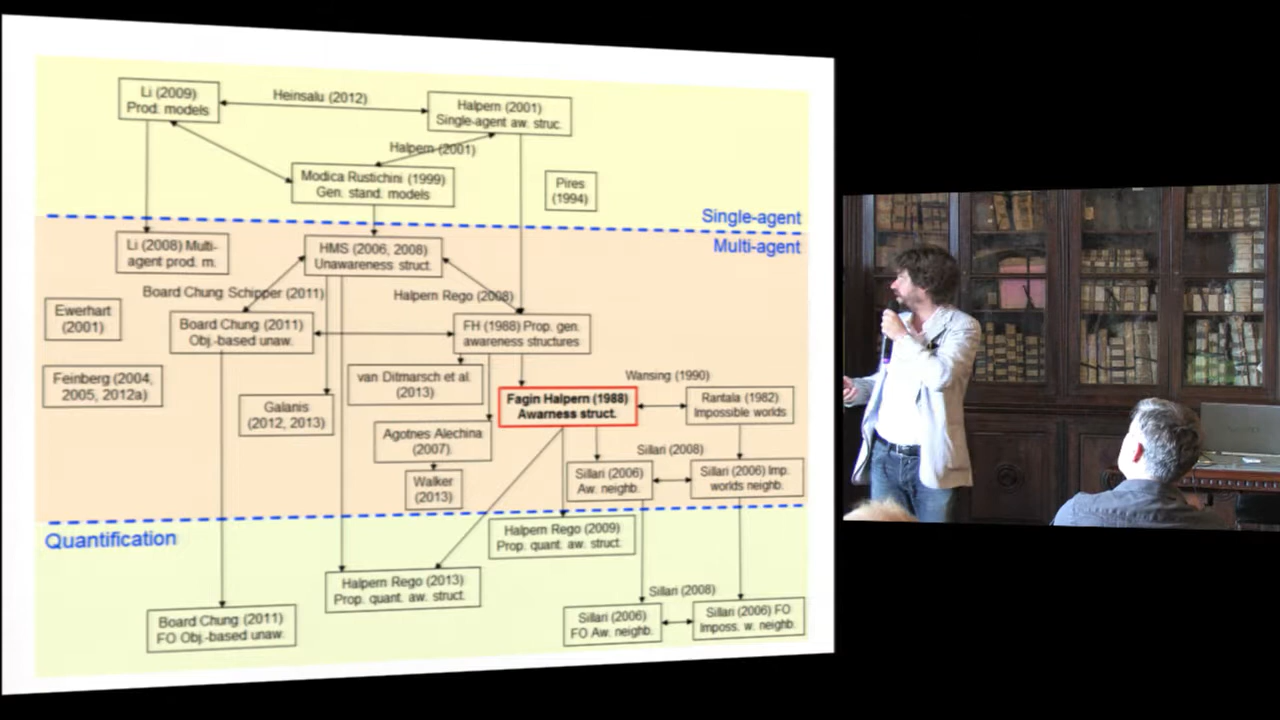 Li (2009)
Prod. models
Heinsalu (2012)
Halpern (2001)
Single-agent aw. struc.
Halpern (2001)
Modica Rustichini (1999)
Gen. stand. models
Pires
(1994)
Single-agent
Multi-agent
Li (2008) Multi-
agent prod. m.
HMS (2006, 2008)
Unawareness struct.
Board Chung Schipper (2011)
Halpern Rego (2008)
Ewerhart
(2001)
Board Chung (2011)
Obj.-based unaw.
FH (1988) Prop. gen.
awareness structures
Feinberg (2004,
2005, 2012a)
van Ditmarsch et al.
(2013)
Wansing (1990)
Galanis
(2012, 2013)
Fagin Halpern (1988)
Awarness struct.
Rantala (1982)
Impossible worlds
Agotnes Alechina
(2007)
Sillari (2008)
Walker
(2013)
Sillari (2006)
Aw. neighb.
Sillari (2006) Imp.
worlds neighb.
Quantification
Halpern Rego (2009)
Prop. quant. aw. struct.
Halpern Rego (2013)
Prop. quant. aw. struct.
Sillari (2008)
Board Chung (2011)
FO Obj.-based unaw.
Sillari (2006)
FO Aw. neighb.
Sillari (2006) FO
Imposs. w. neighb.